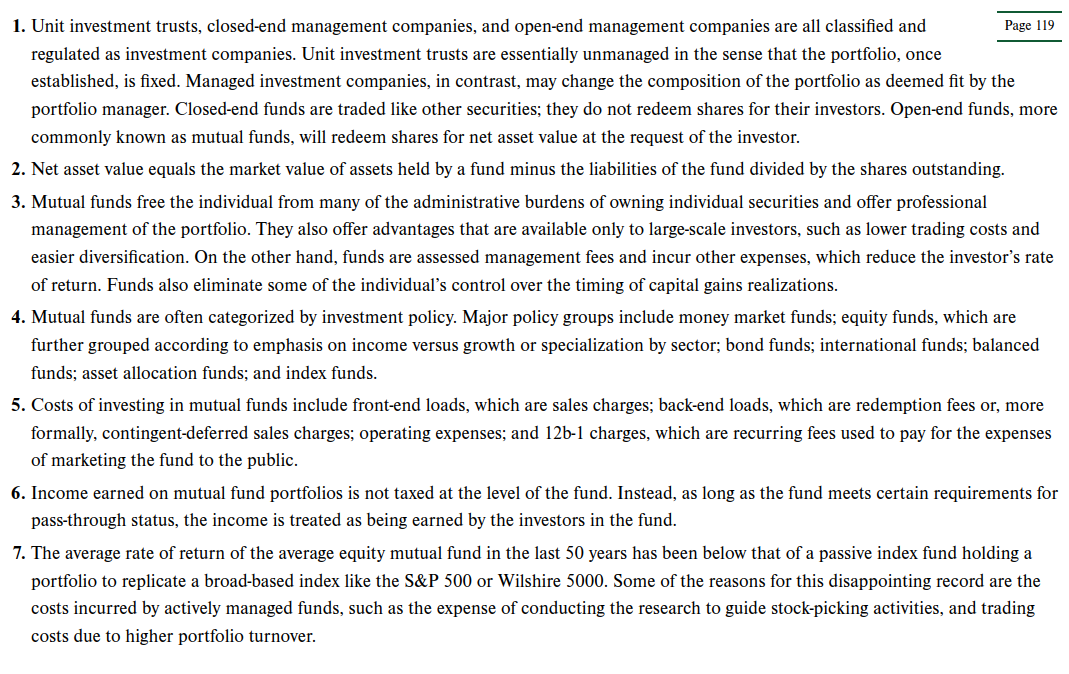 1. Unit investment trusts, closed-end management companies, and open-end management companies are all classified and
Page 119
regulated as investment companies. Unit investment trusts are essentially unmanaged in the sense that the portfolio, once
established, is fixed. Managed investment companies, in contrast, may change the composition of the portfolio as deemed fit by the
portfolio manager. Closed-end funds are traded like other securities; they do not redeem shares for their investors. Open-end funds, more
commonly known as mutual funds, will redeem shares for net asset value at the request of the investor.
2. Net asset value equals the market value of assets held by a fund minus the liabilities of the fund divided by the shares outstanding.
3. Mutual funds free the individual from many of the administrative burdens of owning individual securities and offer professional
management of the portfolio. They also offer advantages that are available only to large-scale investors, such as lower trading costs and
easier diversification. On the other hand, funds are assessed management fees and incur other expenses, which reduce the investor’s rate
of return. Funds also eliminate some of the individual’s control over the timing of capital gains realizations.
4. Mutual funds are often categorized by investment policy. Major policy groups include money market funds; equity funds, which are
further grouped according to emphasis on income versus growth or specialization by sector; bond funds; international funds; balanced
funds; asset allocation funds; and index funds.
5. Costs of investing in mutual funds include front-end loads, which are sales charges; back-end loads, which are redemption fees or, more
formally, contingent-deferred sales charges; operating expenses; and 12b-1 charges, which are recurring fees used to pay for the expenses
of marketing the fund to the public.
6. Income earned on mutual fund portfolios is not taxed at the level of the fund. Instead, as long as the fund meets certain requirements for
pass-through status, the income is treated as being earned by the investors in the fund.
7. The average rate of return of the average equity mutual fund in the last 50 years has been below that of a passive index fund holding a
portfolio to replicate a broad-based index like the S&P 500 or Wilshire 5000. Some of the reasons for this disappointing record are the
costs incurred by actively managed funds, such as the expense of conducting the research to guide stock-picking activities, and trading
costs due to higher portfolio turnover.